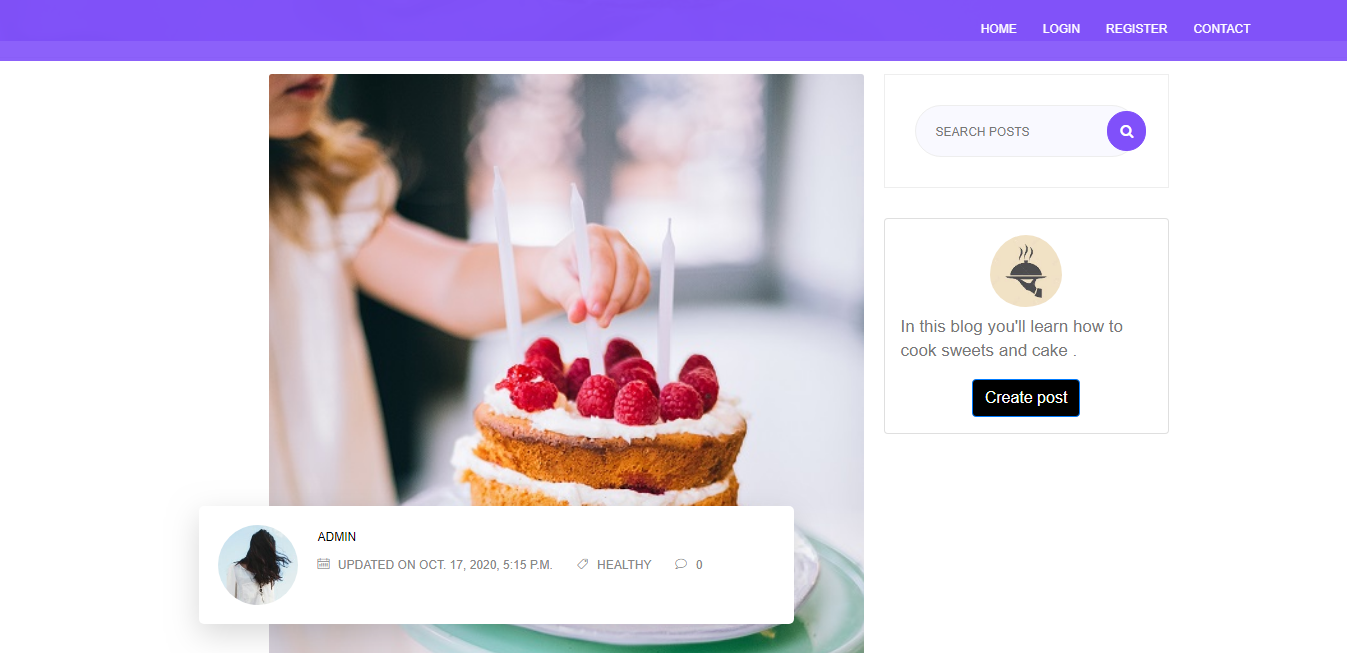 HOME LOGIN REGISTER CONTACT
SEARCH POSTS
In this blog you'll learn how to
cook sweets and cake .
Create post
ADMIN
UPDATED ON OCT. 17, 2020, 5:15 P.M. HEALTHY 0